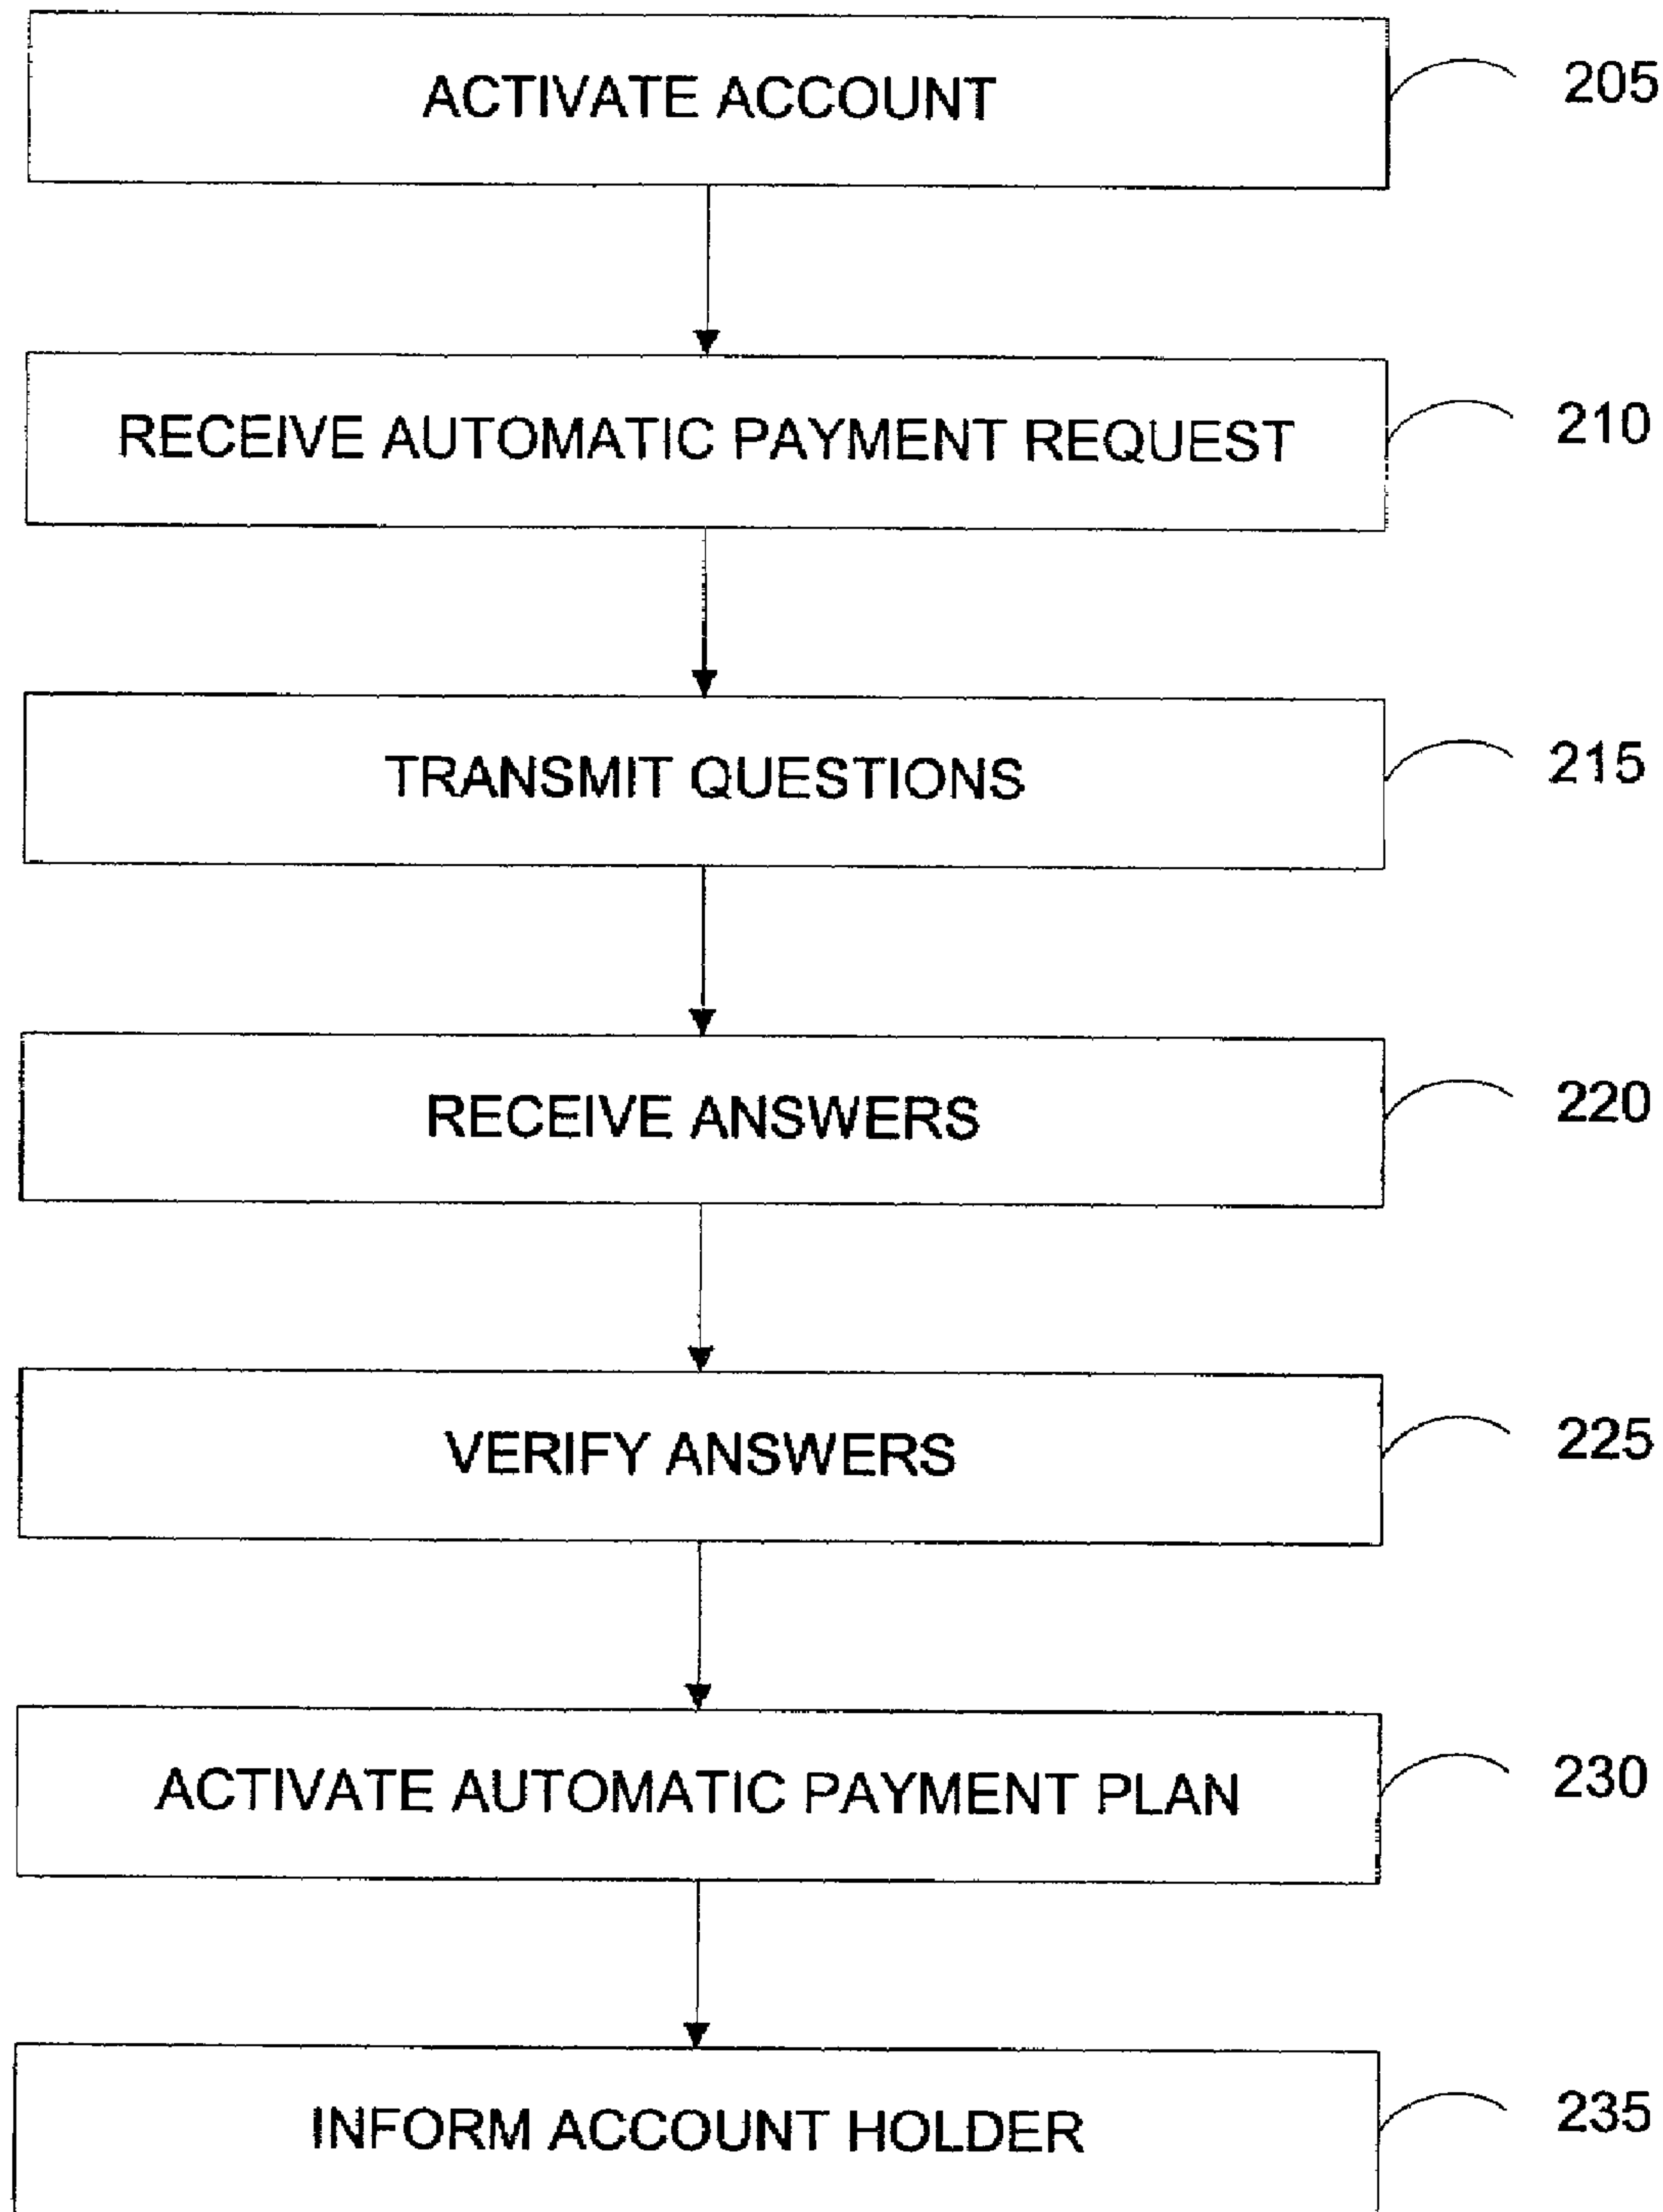 ACTIVATE ACCOUNT 205
RECEIVE AUTOMATIC PAYMENT REQUEST 210
TRANSMIT QUESTIONS 215
RECEIVE ANSWERS 220
VERIFY ANSWERS 225
ACTIVATE AUTOMATIC PAYMENT PLAN 230
INFORM ACCOUNT HOLDER 235